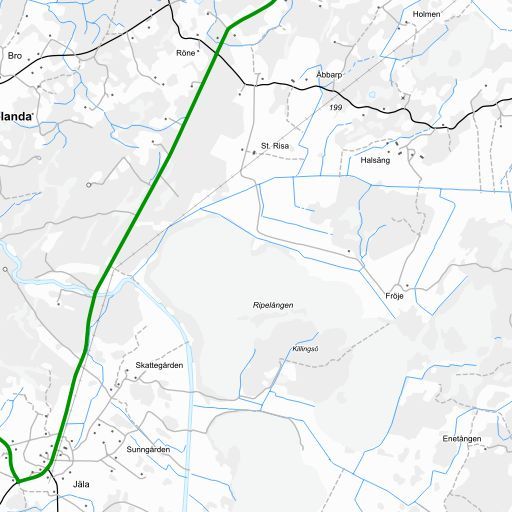 Holmen
Röne
Bro
Åbbarp
199
landa
St. Risa
Halsång
Fröje
Ripelången
Killingsö
Skattegården
Enetången
Sunngården
Jäla